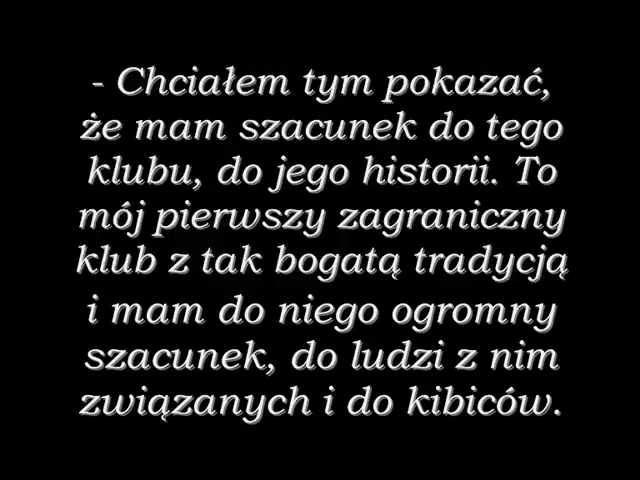 - Chciałem tym pokazać,
że mam szacunek do tego
klubu, do jego historii. To
mój pierwszy zagraniczny
klub z tak bogatą tradycją
i mam do niego ogromny
szacunek, do ludzi z nim
związanych i do kibiców.